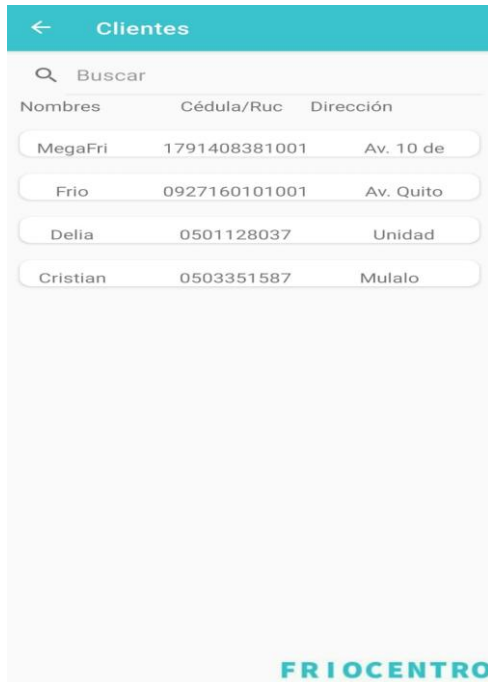 Clientes
Buscar
Nombres Cédula/Ruc Dirección
MegaFri 1791408381001 Av. 10 de
Frio 0927160101001 Av. Quito
Delia 0501128037 Unidad
Cristian 0503351587 Mulalo
FRIOCENTRO